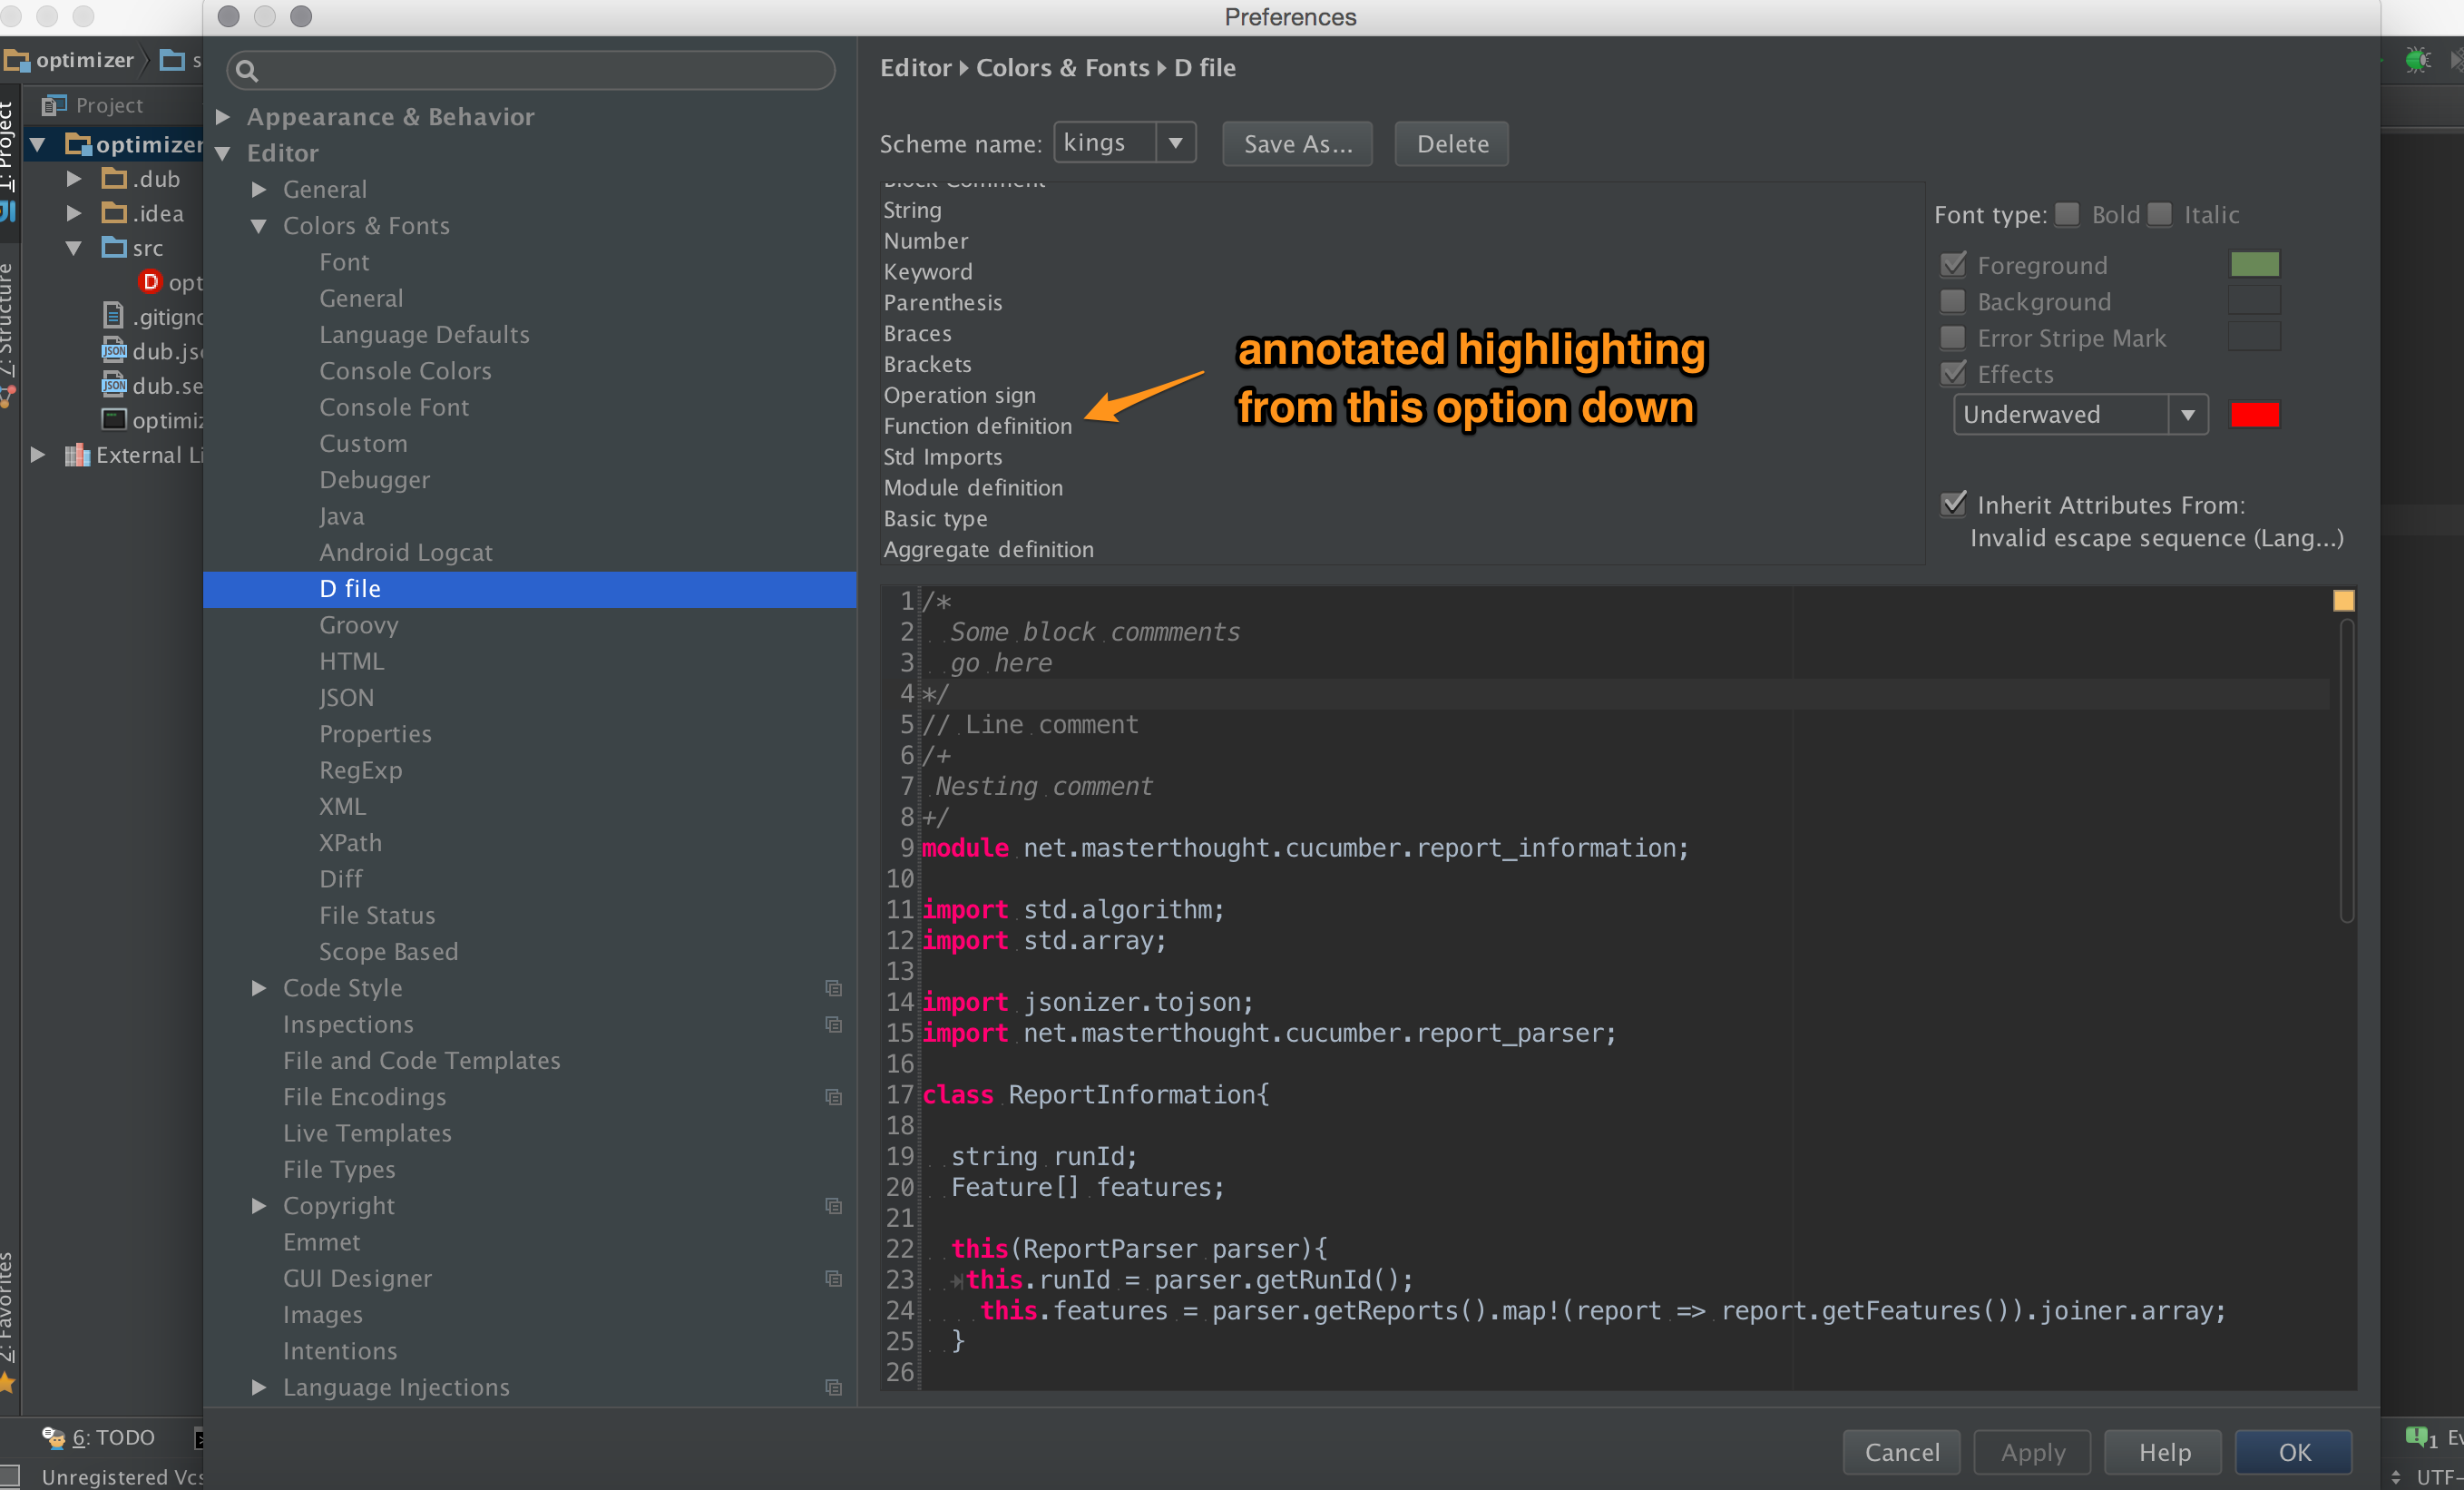 Preferences
optimizer
Project
optimizer
.dub
.idea
src
D opt
.gitign
dub.js
dub.se
optimi
External Li
1: Project
7: Structure
2: Favorites
6: TODO
Unregistered Vcs
Appearance & Behavior
Editor
General
Colors & Fonts
Font
General
Language Defaults
Console Colors
Console Font
Custom
Debugger
Java
Android Logcat
D file
Groovy
HTML
JSON
Properties
RegExp
XML
XPath
Diff
File Status
Scope Based
Code Style
Inspections
File and Code Templates
File Encodings
Live Templates
File Types
Copyright
Emmet
GUI Designer
Images
Intentions
Language Injections
Editor ▸ Colors & Fonts ▸ D file
Scheme name: kings Save As... Delete
Block Comment
String
Number
Keyword
Parenthesis
Braces
Brackets
Operation sign
Function definition
Std Imports
Module definition
Basic type
Aggregate definition
annotated highlighting
from this option down
Font type: Bold Italic
Foreground
Background
Error Stripe Mark
Effects
Underwaved
Inherit Attributes From:
Invalid escape sequence (Lang...)
1 /*
2 Some block commments
3 go here
4 */
5 // Line comment
6 /+
7 Nesting comment
8 +/
9 module net.masterthought.cucumber.report_information;
10
11 import std.algorithm;
12 import std.array;
13
14 import jsonizer.tojson;
15 import net.masterthought.cucumber.report_parser;
16
17 class ReportInformation{
18
19 string runId;
20 Feature[] features;
21
22 this(ReportParser parser){
23 this.runId = parser.getRunId();
24 this.features = parser.getReports().map!(report => report.getFeatures()).joiner.array;
25 }
26
Cancel Apply Help OK
1 Ev
UTF-